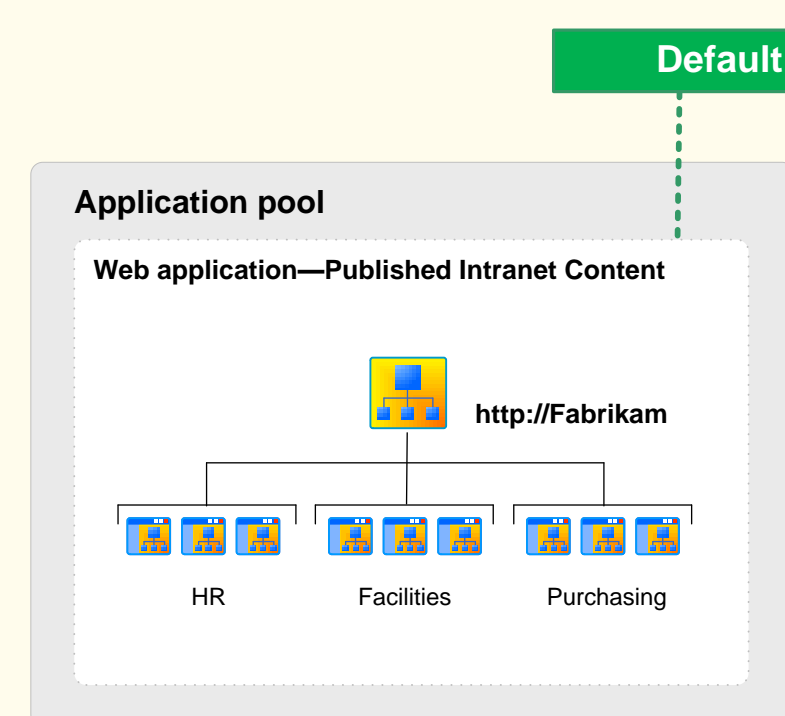 Default
Application pool
Web application—Published Intranet Content
http://Fabrikam
HR Facilities Purchasing